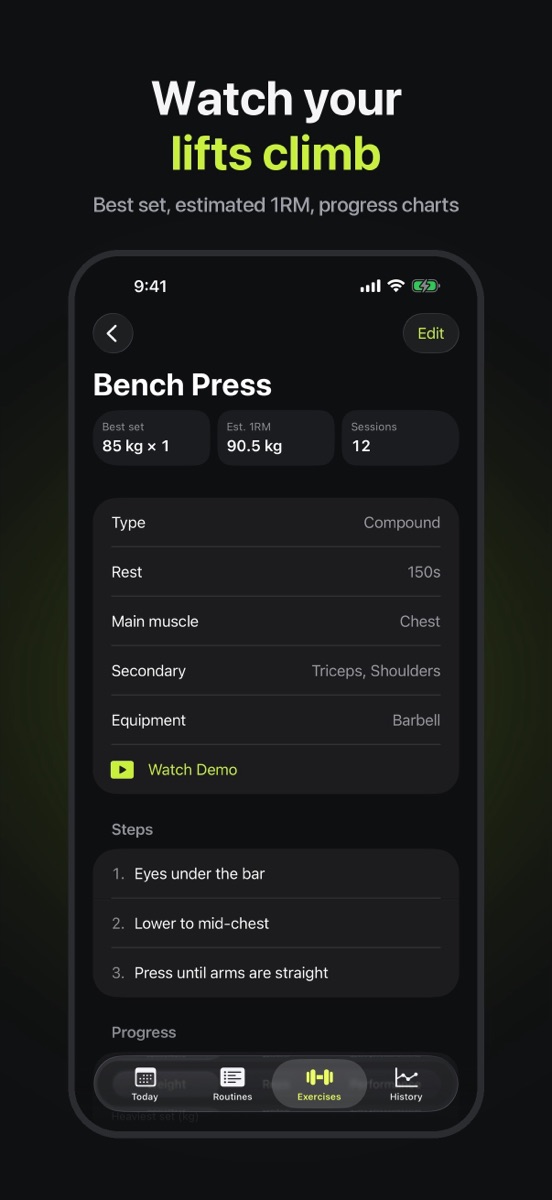 Watch your
lifts climb
Best set, estimated 1RM, progress charts
9:41
Edit
Bench Press
Best set
85 kg × 1
Est. 1RM
90.5 kg
Sessions
12
Type Compound
Rest 150s
Main muscle Chest
Secondary Triceps, Shoulders
Equipment Barbell
Watch Demo
Steps
1. Eyes under the bar
2. Lower to mid-chest
3. Press until arms are straight
Progress
Today Routines Exercises History
Heaviest set (kg)